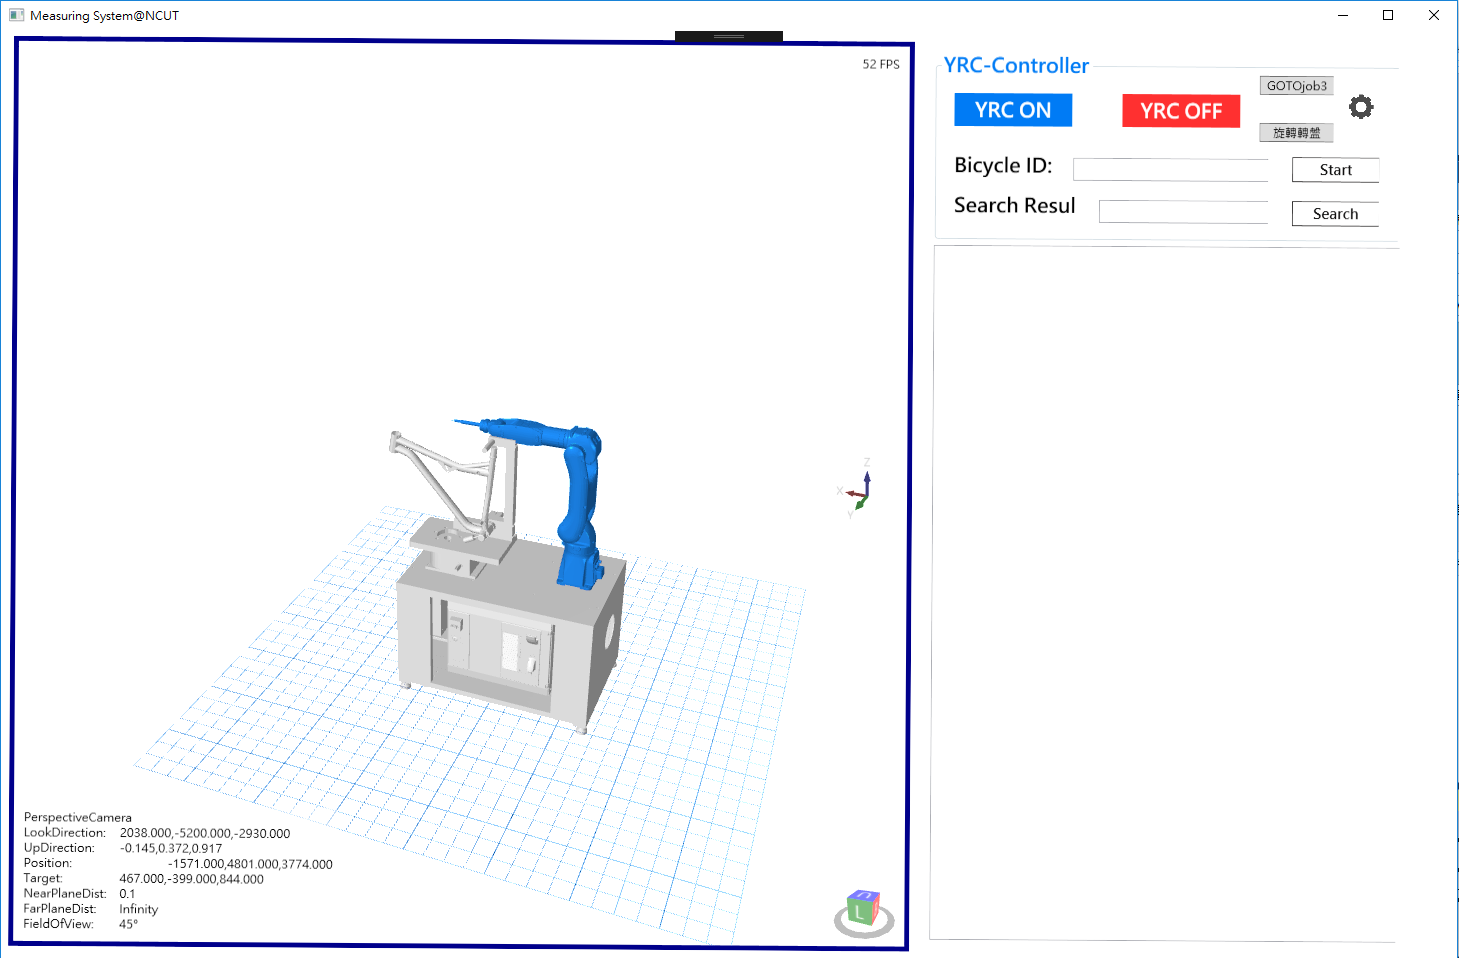 Measuring System@NCUT
52 FPS
YRC-Controller
YRC ON
YRC OFF
GOTOjob3
旋轉轉盤
Bicycle ID:
Start
Search Resul
Search
Z
X
Y
PerspectiveCamera
LookDirection: 2038.000,-5200.000,-2930.000
UpDirection: -0.145,0.372,0.917
Position: -1571.000,4801.000,3774.000
Target: 467.000,-399.000,844.000
NearPlaneDist: 0.1
FarPlaneDist: Infinity
FieldOfView: 45°
L